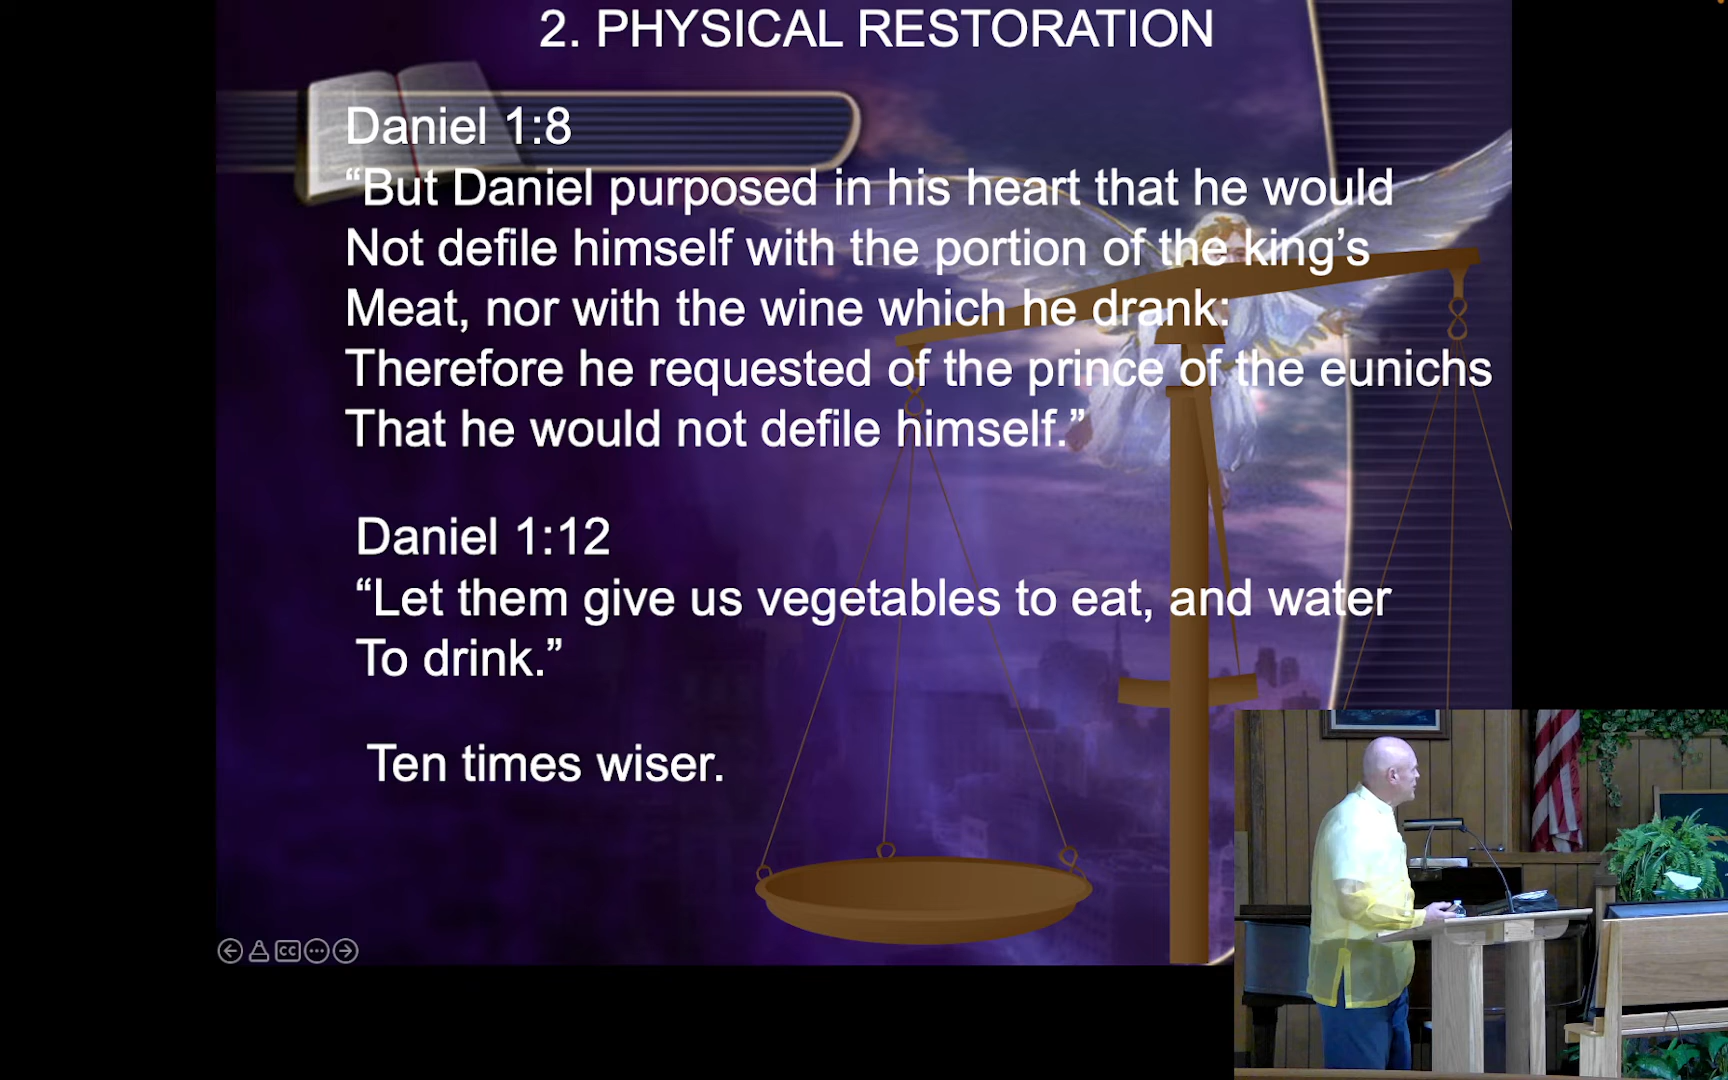 2. PHYSICAL RESTORATION
Daniel 1:8
“But Daniel purposed in his heart that he would
Not defile himself with the portion of the king’s
Meat, nor with the wine which he drank:
Therefore he requested of the prince of the eunichs
That he would not defile himself.”
Daniel 1:12
“Let them give us vegetables to eat, and water
To drink.”
Ten times wiser.
CC